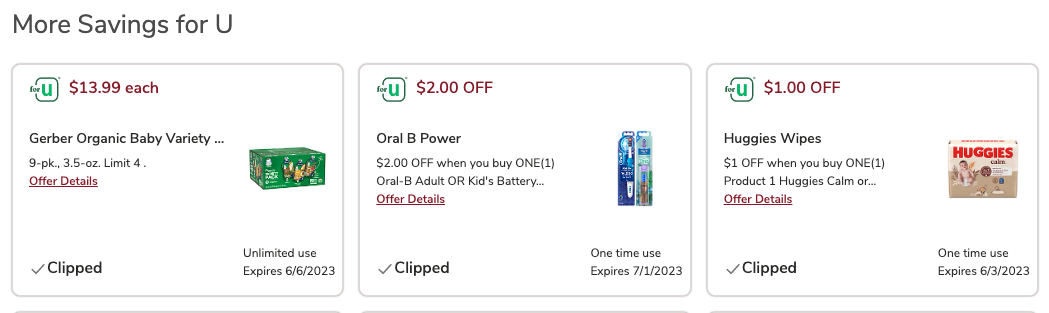 More Savings for U
for U $13.99 each
Gerber Organic Baby Variety ...
9-pk., 3.5-oz. Limit 4 .
Offer Details
Clipped
Unlimited use
Expires 6/6/2023
for U $2.00 OFF
Oral B Power
$2.00 OFF when you buy ONE(1)
Oral-B Adult OR Kid's Battery...
Offer Details
Clipped
One time use
Expires 7/1/2023
for U $1.00 OFF
Huggies Wipes
$1 OFF when you buy ONE(1)
Product 1 Huggies Calm or...
Offer Details
HUGGIES
calm
Clipped
One time use
Expires 6/3/2023